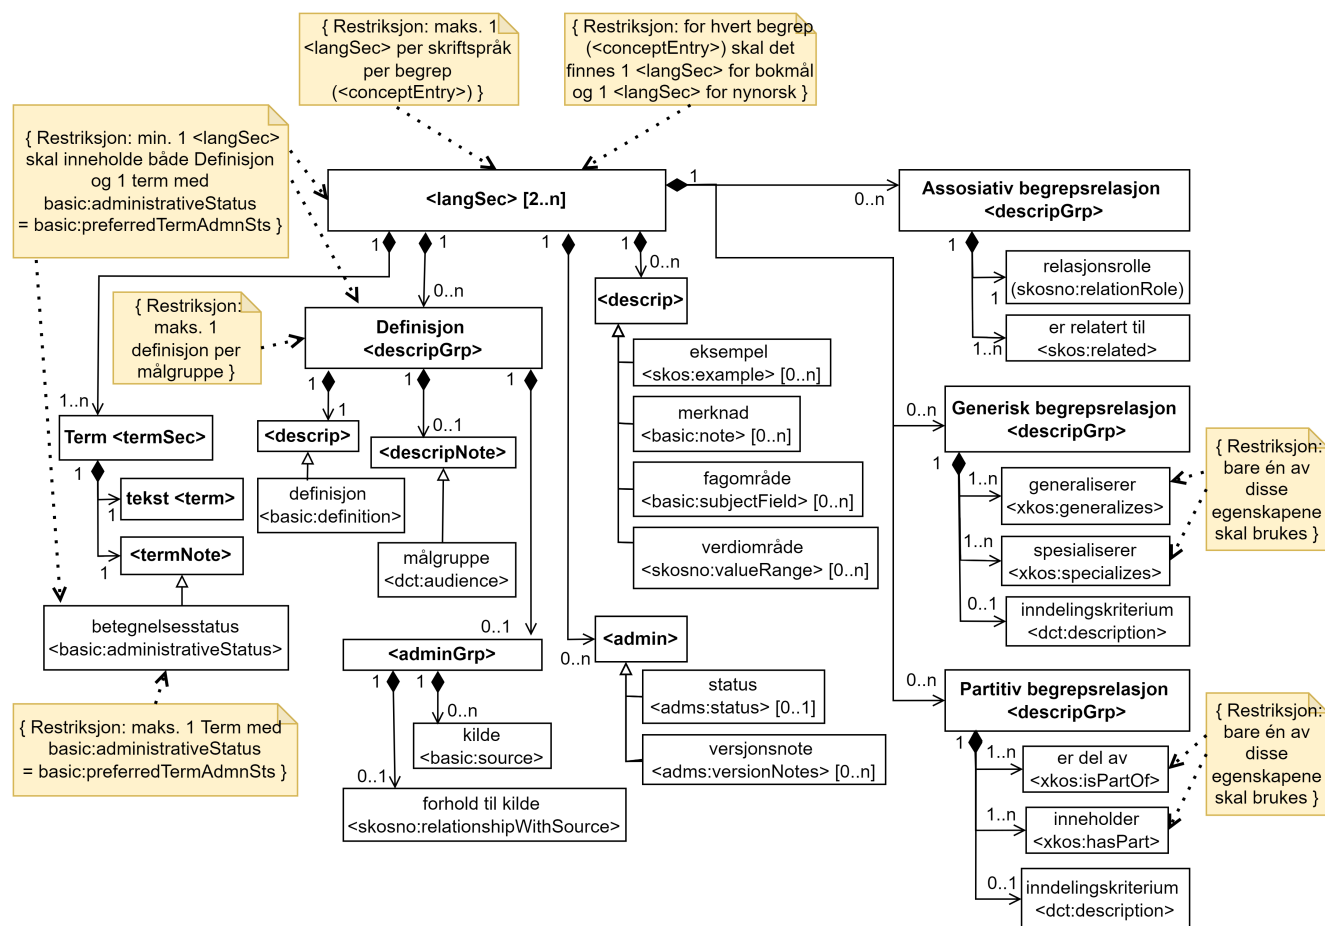 { Restriksjon: maks. 1
<langSec> per skriftspråk
per begrep
(<conceptEntry>) }
{ Restriksjon: for hvert begrep
(<conceptEntry>) skal det
finnes 1 <langSec> for bokmål
og 1 <langSec> for nynorsk }
{ Restriksjon: min. 1 <langSec>
skal inneholde både Definisjon
og 1 term med
basic:administrativeStatus
= basic:preferredTermAdmnSts }
<langSec> [2..n]
1
0..n
Assosiativ begrepsrelasjon
<descripGrp>
1
relasjonsrolle
(skosno:relationRole)
1
er relatert til
<skos:related>
1..n
1
1
1
1
0..n
0..n
{ Restriksjon:
maks. 1
definisjon per
målgruppe }
Definisjon
<descripGrp>
<descrip>
eksempel
<skos:example> [0..n]
merknad
<basic:note> [0..n]
fagområde
<basic:subjectField> [0..n]
verdiområde
<skosno:valueRange> [0..n]
1..n
Term <termSec>
1
tekst <term>
1
<termNote>
1
betegnelsesstatus
<basic:administrativeStatus>
{ Restriksjon: maks. 1 Term med
basic:administrativeStatus
= basic:preferredTermAdmnSts }
1
1
1
1
<descrip>
definisjon
<basic:definition>
0..1
<descripNote>
målgruppe
<dct:audience>
0..1
<adminGrp>
1
1
0..n
kilde
<basic:source>
0..1
forhold til kilde
<skosno:relationshipWithSource>
0..n
<admin>
status
<adms:status> [0..1]
versjonsnote
<adms:versionNotes> [0..n]
0..n
Generisk begrepsrelasjon
<descripGrp>
1
1..n
generaliserer
<xkos:generalizes>
1..n
spesialiserer
<xkos:specializes>
0..1
inndelingskriterium
<dct:description>
{ Restriksjon:
bare én av
disse
egenskapene
skal brukes }
0..n
Partitiv begrepsrelasjon
<descripGrp>
1
1..n
er del av
<xkos:isPartOf>
1..n
inneholder
<xkos:hasPart>
0..1
inndelingskriterium
<dct:description>
{ Restriksjon:
bare én av
disse
egenskapene
skal brukes }